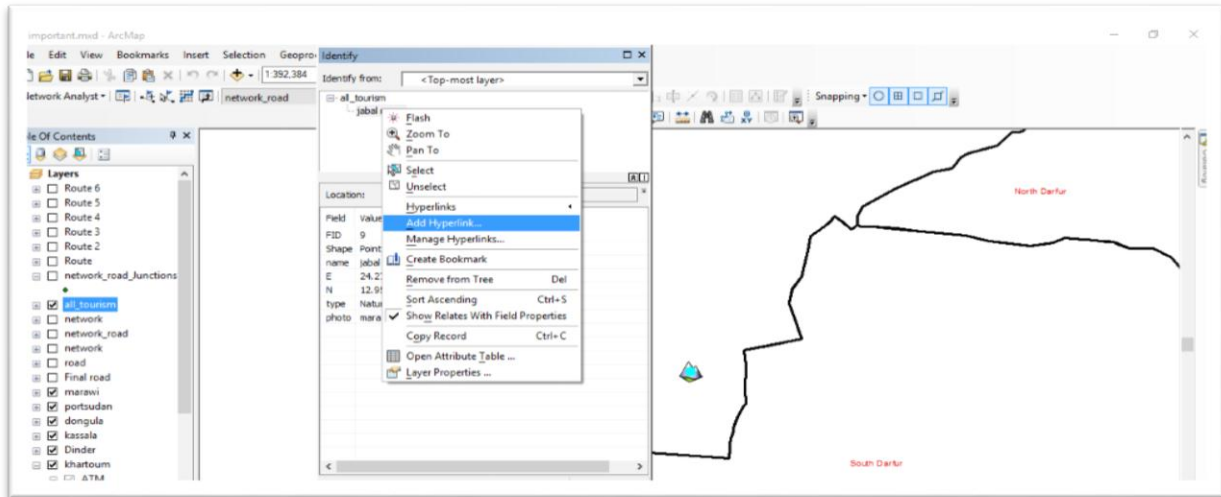 important.mxd - ArcMap
le Edit View Bookmarks Insert Selection Geopro
1:392,384
Network Analyst
network_road
Snapping
Identify
Identify from: <Top-most layer>
all_tourism
jabal
Flash
Zoom To
Pan To
Select
Unselect
Hyperlinks
Add Hyperlink...
Manage Hyperlinks...
Create Bookmark
Remove from Tree Del
Sort Ascending Ctrl+S
Show Relates With Field Properties
Copy Record Ctrl+C
Open Attribute Table ...
Layer Properties ...
Location:
Field Value
FID 9
Shape Point
name jabal
E 24.2
N 12.9
type Natu
photo mara
le Of Contents
Layers
Route 6
Route 5
Route 4
Route 3
Route 2
Route
network_road_Junctions
all_tourism
network
network_road
network
road
Final road
marawi
portsudan
dongula
kassala
Dinder
khartoum
ATM
North Darfur
South Darfur